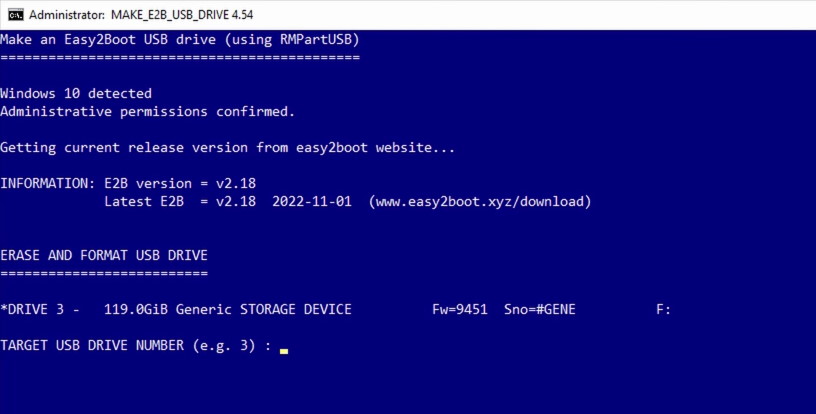 Administrator: MAKE_E2B_USB_DRIVE 4.54
Make an Easy2Boot USB drive (using RMPartUSB)
=============================================
Windows 10 detected
Administrative permissions confirmed.
Getting current release version from easy2boot website...
INFORMATION: E2B version = v2.18
Latest E2B  = v2.18  2022-11-01  (www.easy2boot.xyz/download)
ERASE AND FORMAT USB DRIVE
==========================
*DRIVE 3 -   119.0GiB Generic STORAGE DEVICE          Fw=9451  Sno=#GENE          F:
TARGET USB DRIVE NUMBER (e.g. 3) :